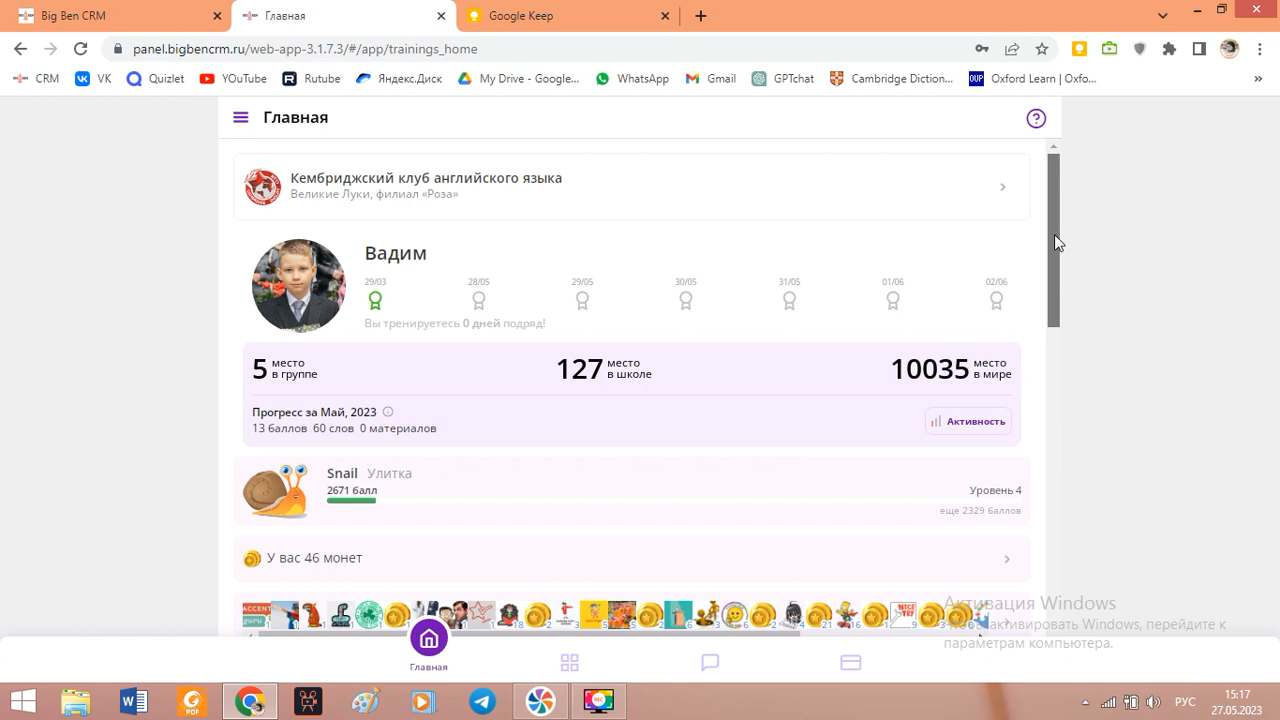 Big Ben CRM
Главная
Google Keep
panel.bigbencrm.ru/web-app-3.1.7.3/#/app/trainings_home
CRM VK Quizlet YouTube Rutube Яндекс.Диск My Drive - Google... WhatsApp Gmail GPTchat Cambridge Diction... OUP Oxford Learn | Oxfo... »
Главная
Кембриджский клуб английского языка
Великие Луки, филиал «Роза»
Вадим
29/03 28/05 29/05 30/05 31/05 01/06 02/06
Вы тренируетесь 0 дней подряд!
5 место в группе
127 место в школе
10035 место в мире
Прогресс за Май, 2023
13 баллов 60 слов 0 материалов
Активность
Snail Улитка
2671 балл
Уровень 4
еще 2329 баллов
У вас 46 монет
Активация Windows
активировать Windows, перейдите к
параметрам компьютера.
Главная
PDF
REC
РУС
15:17
27.05.2023